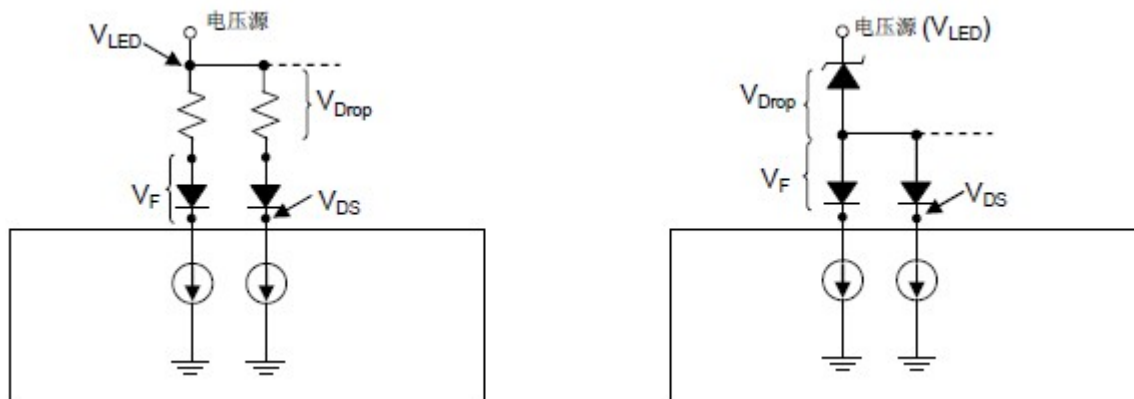 电压源
V_LED
V_Drop
V_F
V_DS
电压源 (V_LED)
V_Drop
V_F
V_DS